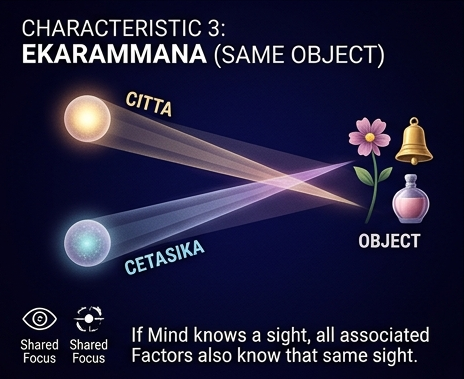 CHARACTERISTIC 3:
EKARAMMANA (SAME OBJECT)
CITTA
CETASIKA
OBJECT
Shared
Focus
Shared
Focus
If Mind knows a sight, all associated
Factors also know that same sight.